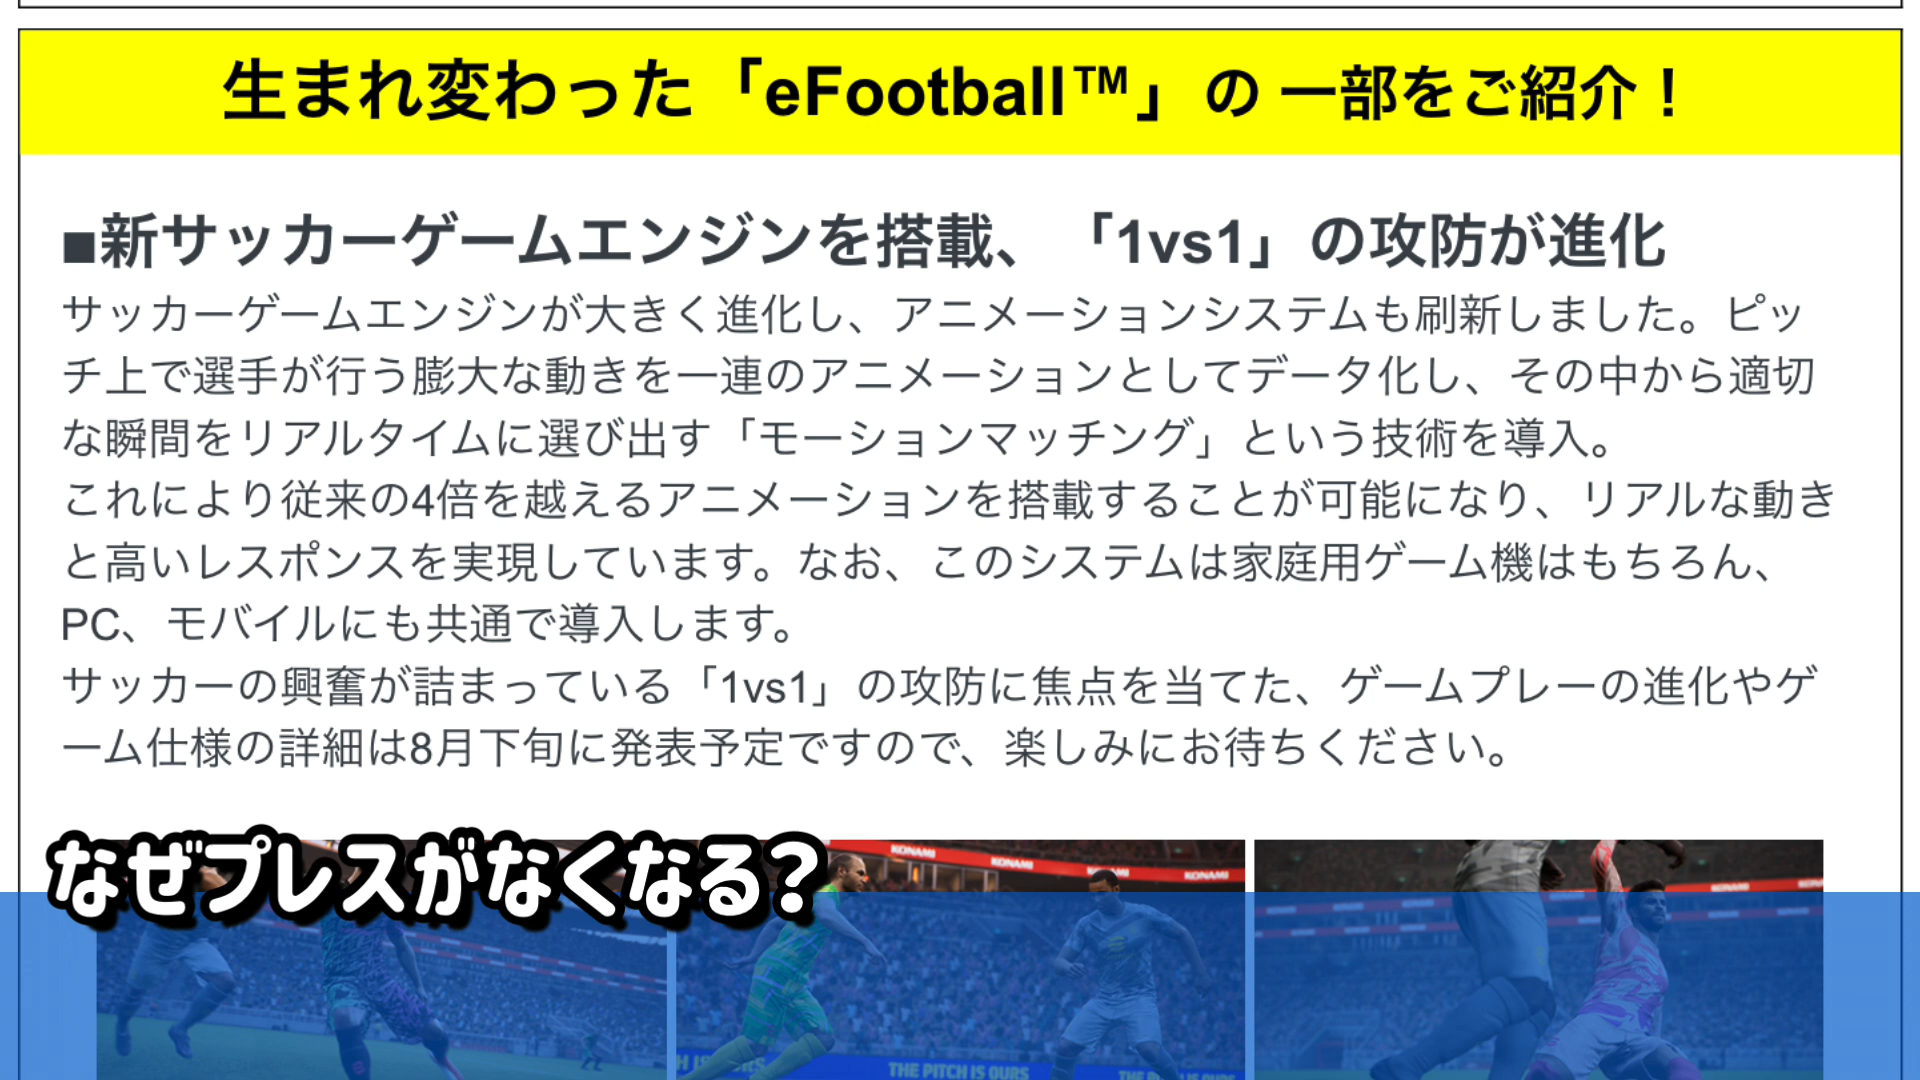 生まれ変わった「eFootball™」の 一部をご紹介！
■新サッカーゲームエンジンを搭載、「1vs1」の攻防が進化
サッカーゲームエンジンが大きく進化し、アニメーションシステムも刷新しました。ピッ
チ上で選手が行う膨大な動きを一連のアニメーションとしてデータ化し、その中から適切
な瞬間をリアルタイムに選び出す「モーションマッチング」という技術を導入。
これにより従来の4倍を越えるアニメーションを搭載することが可能になり、リアルな動き
と高いレスポンスを実現しています。なお、このシステムは家庭用ゲーム機はもちろん、
PC、モバイルにも共通で導入します。
サッカーの興奮が詰まっている「1vs1」の攻防に焦点を当てた、ゲームプレーの進化やゲ
ーム仕様の詳細は8月下旬に発表予定ですので、楽しみにお待ちください。
なぜプレスがなくなる？
KONAMI KONAMI KONAMI KONAMI
THE PITCH IS OURS